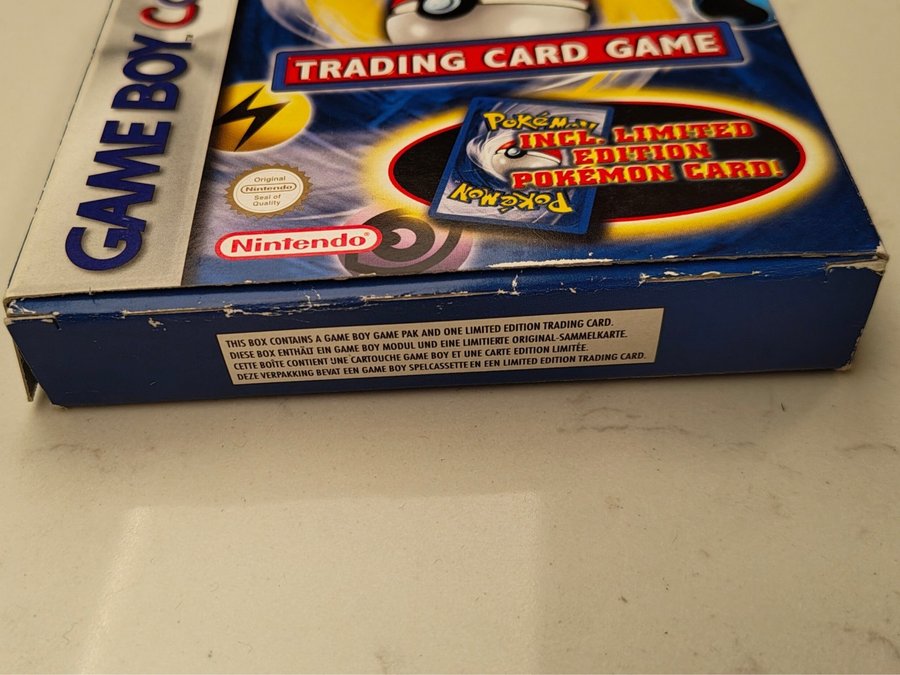 GAME BOY CO
TRADING CARD GAME
Pokémon
INCL. LIMITED
EDITION
POKÉMON CARD!
POKéMON
Original
Nintendo
Seal of
Quality
Nintendo®
THIS BOX CONTAINS A GAME BOY GAME PAK AND ONE LIMITED EDITION TRADING CARD.
DIESE BOX ENTHÄLT EIN GAME BOY MODUL UND EINE LIMITIERTE ORIGINAL-SAMMELKARTE.
CETTE BOÎTE CONTIENT UNE CARTOUCHE GAME BOY ET UNE CARTE EDITION LIMITÉE.
DEZE VERPAKKING BEVAT EEN GAME BOY SPELCASSETTE EN EEN LIMITED EDITION TRADING CARD.